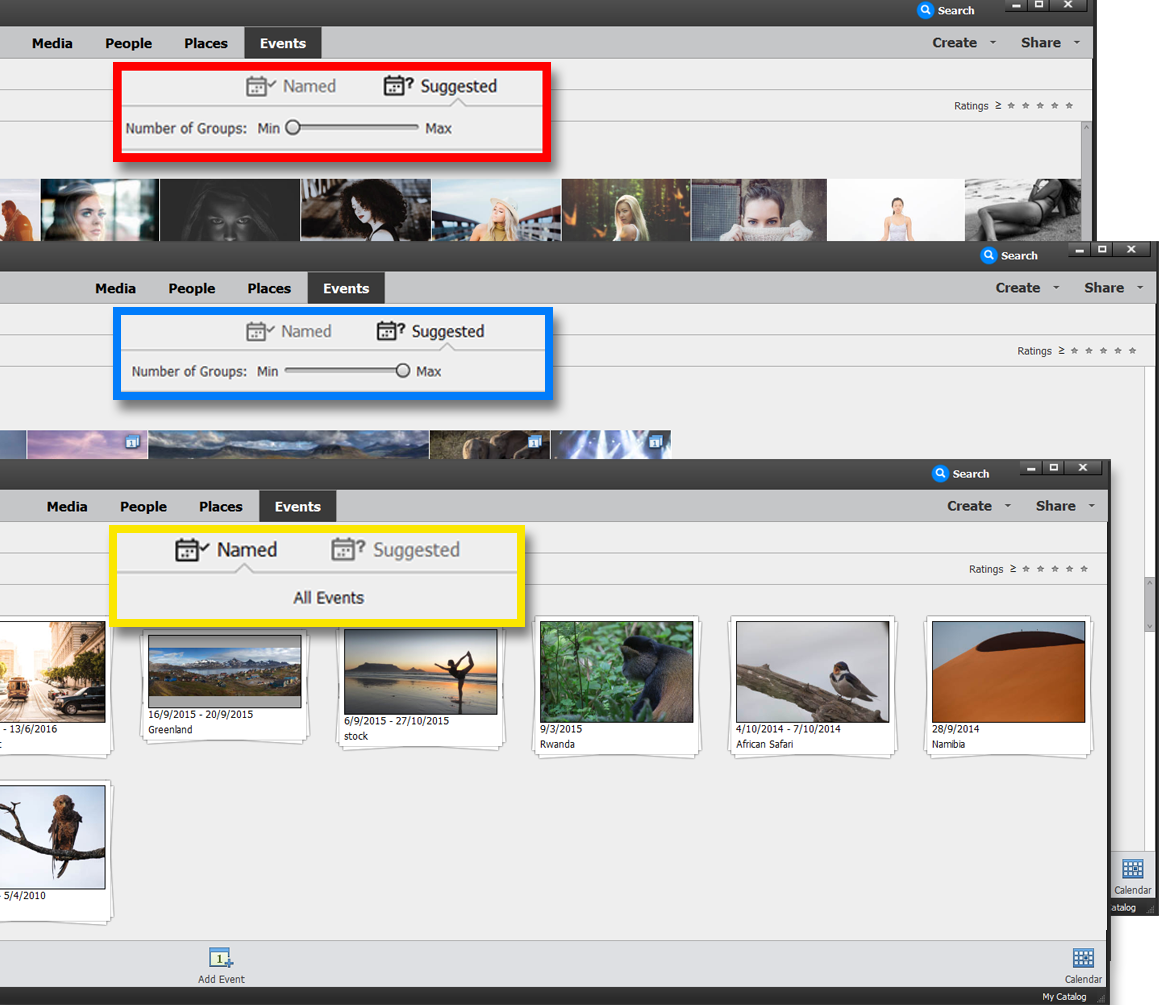 Search
Media People Places Events Create Share
Named Suggested
Ratings ≥
Number of Groups: Min Max
Search
Media People Places Events Create Share
Named Suggested
Ratings ≥
Number of Groups: Min Max
1 1 1
Search
Media People Places Events Create Share
Named Suggested
Ratings ≥
All Events
- 13/6/2016
16/9/2015 - 20/9/2015
Greenland
6/9/2015 - 27/10/2015
stock
9/3/2015
Rwanda
4/10/2014 - 7/10/2014
African Safari
28/9/2014
Namibia
- 5/4/2010
Calendar
atalog
1
Add Event
Calendar
My Catalog